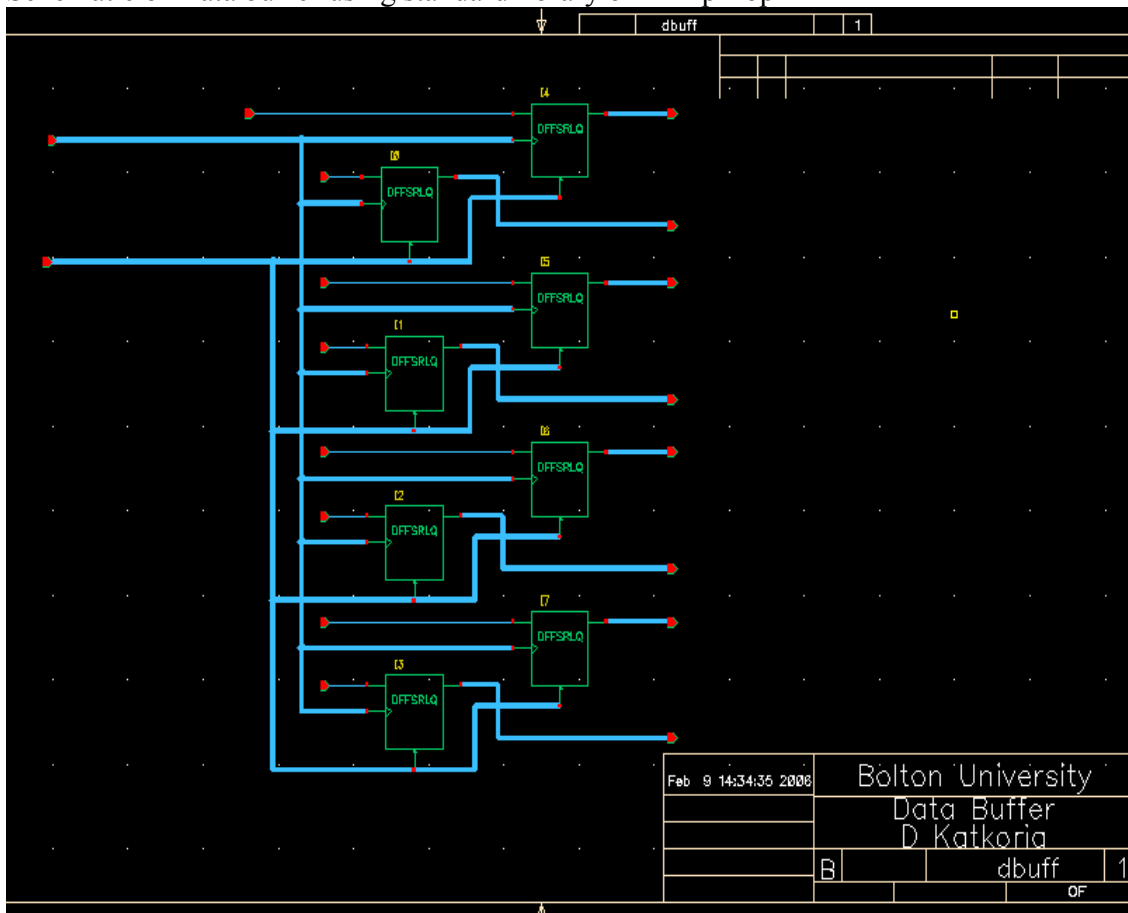 dbuff 1
I4
DFFSRLQ
I0
DFFSRLQ
I5
DFFSRLQ
I1
DFFSRLQ
I6
DFFSRLQ
I2
DFFSRLQ
I7
DFFSRLQ
I3
DFFSRLQ
Feb 9 14:34:35 2006
Bolton University
Data Buffer
D Katkoria
B dbuff 1
OF